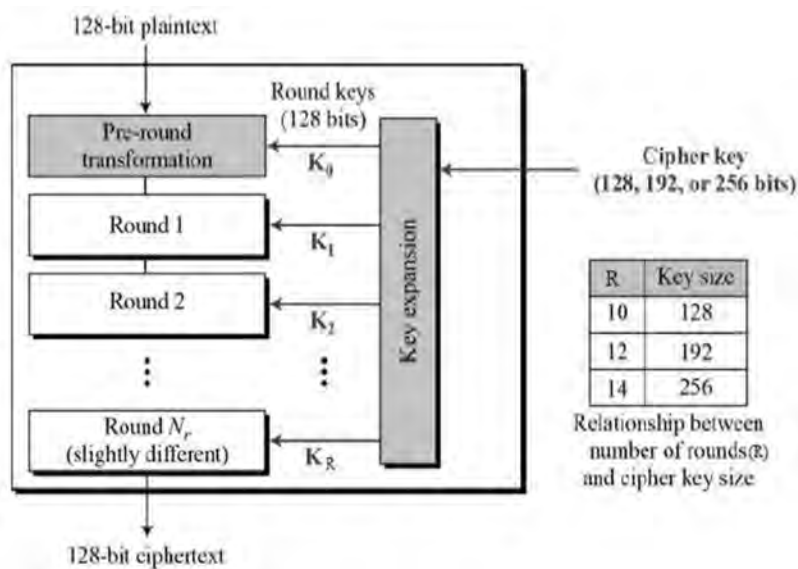 128-bit plaintext
Round keys
(128 bits)
Pre-round
transformation
K0
Cipher key
(128, 192, or 256 bits)
Round 1
K1
Round 2
K2
Key expansion
R Key size
10 128
12 192
14 256
Round Nr
(slightly different)
KR
Relationship between
number of rounds(R)
and cipher key size
128-bit ciphertext